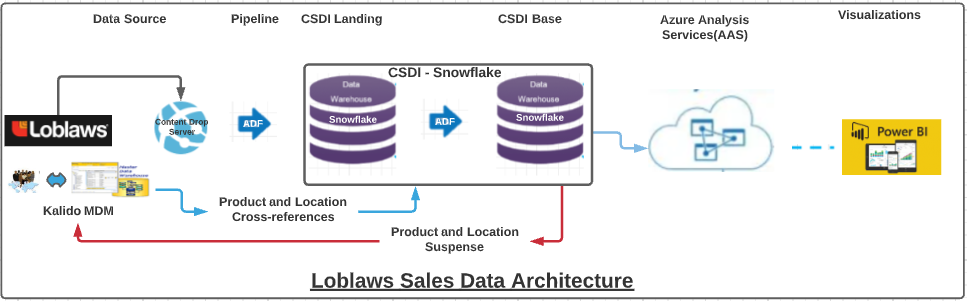 Data Source
Pipeline
CSDI Landing
CSDI Base
Azure Analysis
Services(AAS)
Visualizations
CSDI - Snowflake
Data
Warehouse
Snowflake
Data
Warehouse
Snowflake
Content Drop
Server
ADF
ADF
Loblaws
Power BI
Kalido MDM
Product and Location
Cross-references
Product and Location
Suspense
Loblaws Sales Data Architecture